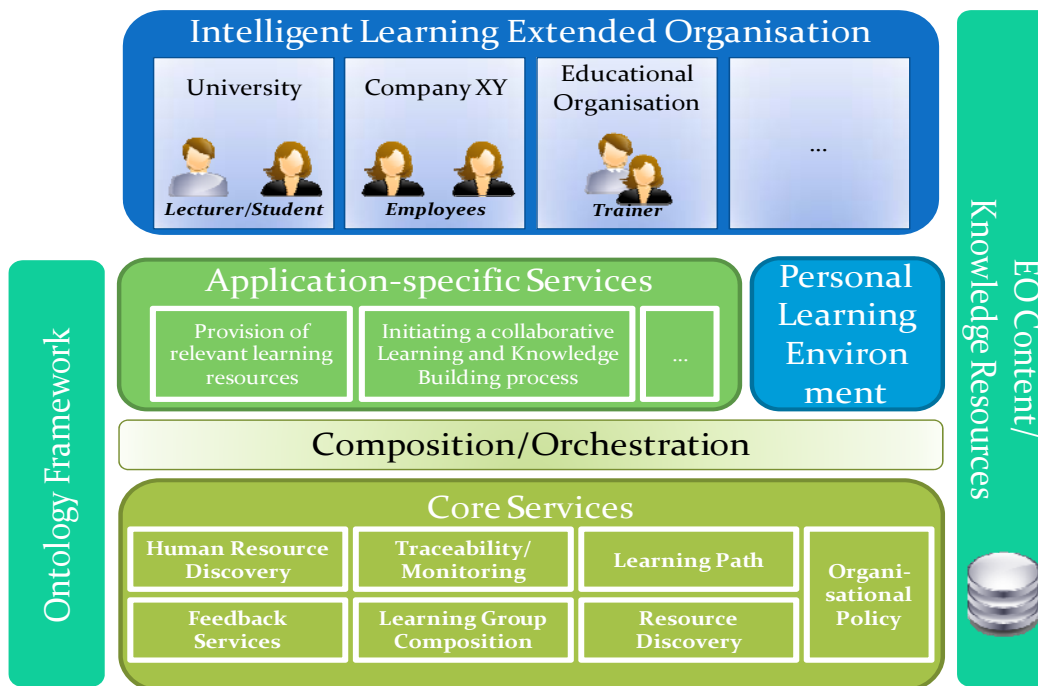 Intelligent Learning Extended Organisation
University
Lecturer/Student
Company XY
Employees
Educational
Organisation
Trainer
...
Ontology Framework
Application-specific Services
Provision of
relevant learning
resources
Initiating a collaborative
Learning and Knowledge
Building process
...
Personal
Learning
Environ
ment
Composition/Orchestration
Core Services
Human Resource
Discovery
Traceability/
Monitoring
Learning Path
Feedback
Services
Learning Group
Composition
Resource
Discovery
Organi-
sational
Policy
EO Content/
Knowledge Resources